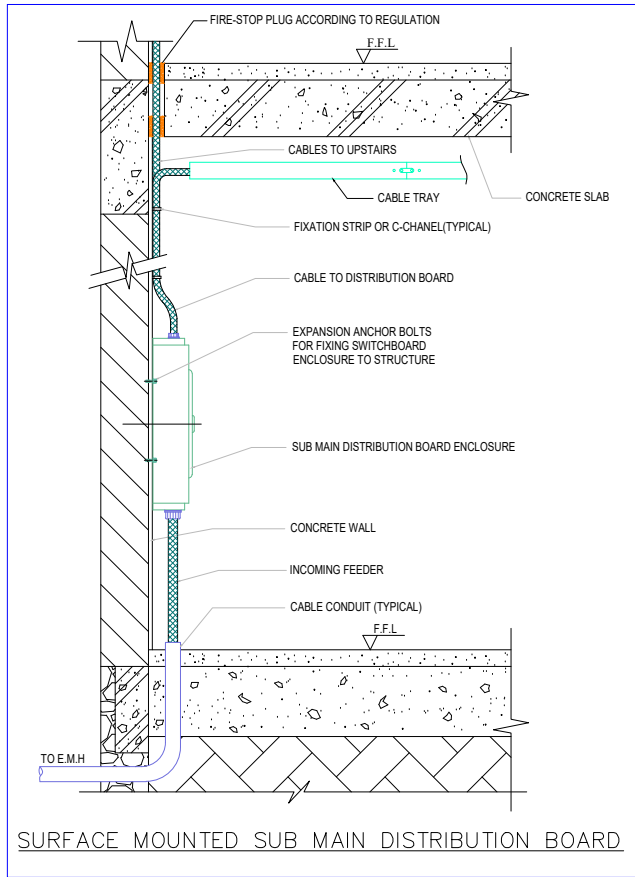 FIRE-STOP PLUG ACCORDING TO REGULATION
F.F.L
CABLES TO UPSTAIRS
CABLE TRAY
CONCRETE SLAB
FIXATION STRIP OR C-CHANEL(TYPICAL)
CABLE TO DISTRIBUTION BOARD
EXPANSION ANCHOR BOLTS
FOR FIXING SWITCHBOARD
ENCLOSURE TO STRUCTURE
SUB MAIN DISTRIBUTION BOARD ENCLOSURE
CONCRETE WALL
INCOMING FEEDER
CABLE CONDUIT (TYPICAL)
F.F.L
TO E.M.H
SURFACE MOUNTED SUB MAIN DISTRIBUTION BOARD